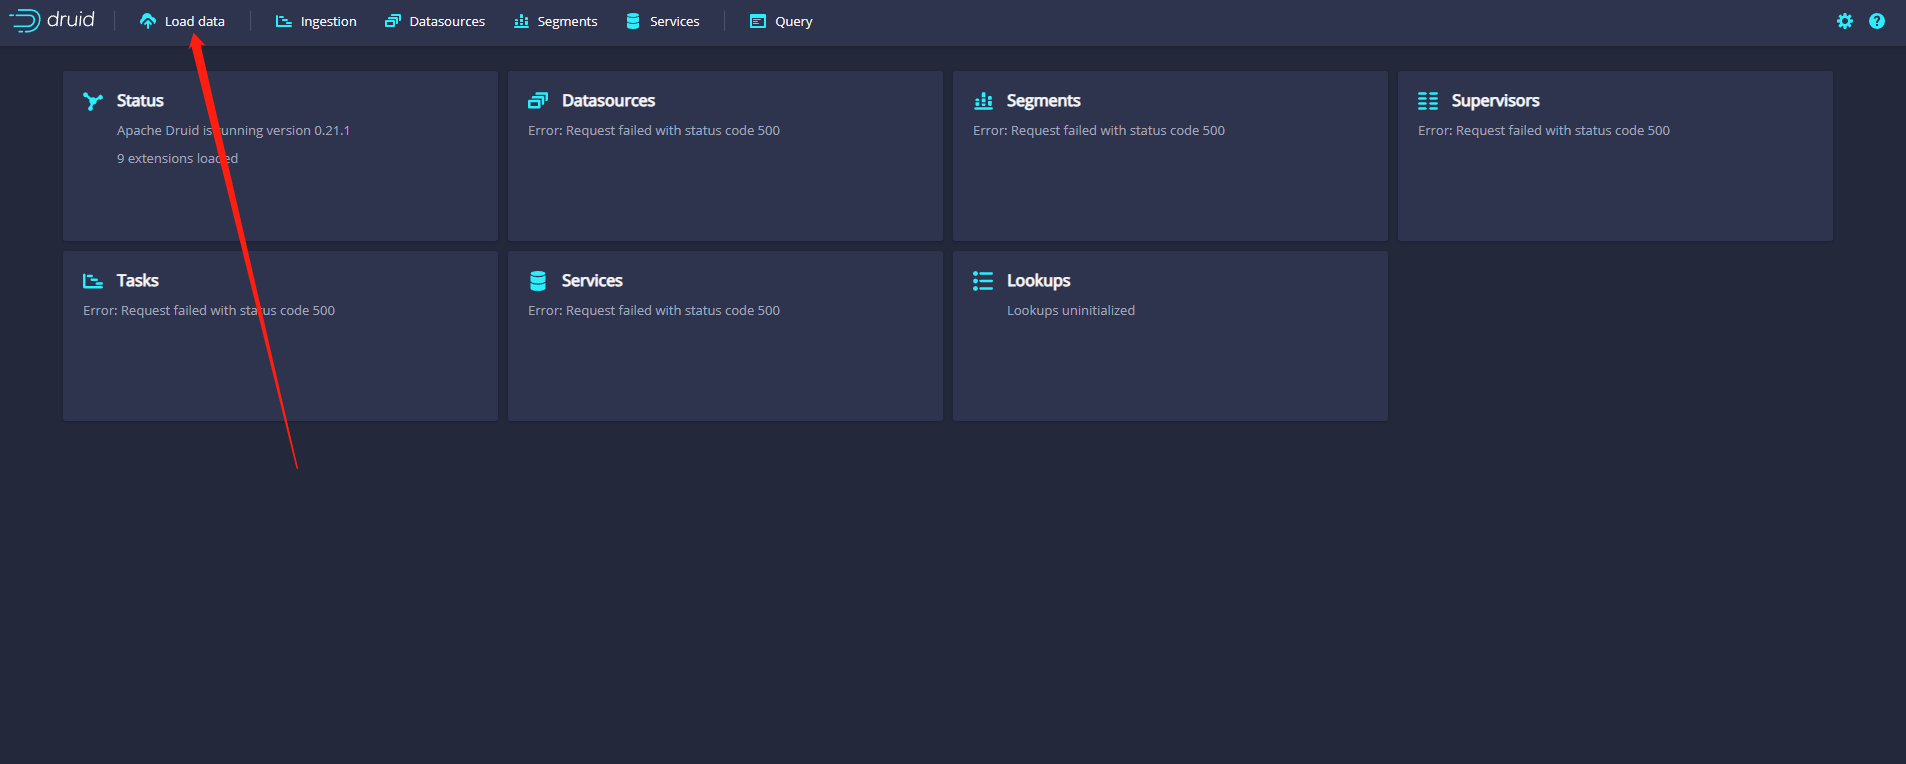 druid Load data Ingestion Datasources Segments Services Query
Status
Apache Druid is running version 0.21.1
9 extensions loaded
Datasources
Error: Request failed with status code 500
Segments
Error: Request failed with status code 500
Supervisors
Error: Request failed with status code 500
Tasks
Error: Request failed with status code 500
Services
Error: Request failed with status code 500
Lookups
Lookups uninitialized